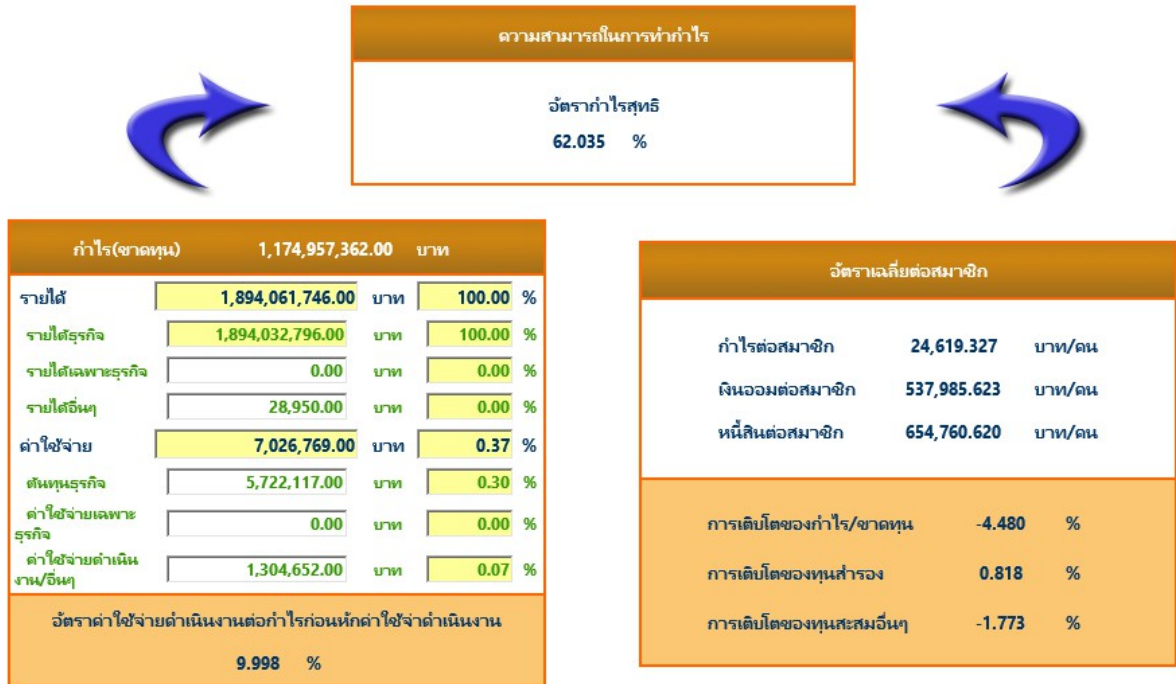 ความสามารถในการทำกำไร
อัตรากำไรสุทธิ
62.035 %
กำไร(ขาดทุน) 1,174,957,362.00 บาท
รายได้ 1,894,061,746.00 บาท 100.00 %
รายได้ธุรกิจ 1,894,032,796.00 บาท 100.00 %
รายได้เฉพาะธุรกิจ 0.00 บาท 0.00 %
รายได้อื่นๆ 28,950.00 บาท 0.00 %
ค่าใช้จ่าย 7,026,769.00 บาท 0.37 %
ต้นทุนธุรกิจ 5,722,117.00 บาท 0.30 %
ค่าใช้จ่ายเฉพาะ
ธุรกิจ 0.00 บาท 0.00 %
ค่าใช้จ่ายดำเนิน
งาน/อื่นๆ 1,304,652.00 บาท 0.07 %
อัตราค่าใช้จ่ายดำเนินงานต่อกำไรก่อนหักค่าใช้จ่าดำเนินงาน
9.998 %
อัตราเฉลี่ยต่อสมาชิก
กำไรต่อสมาชิก 24,619.327 บาท/คน
เงินออมต่อสมาชิก 537,985.623 บาท/คน
หนี้สินต่อสมาชิก 654,760.620 บาท/คน
การเติบโตของกำไร/ขาดทุน -4.480 %
การเติบโตของทุนสำรอง 0.818 %
การเติบโตของทุนสะสมอื่นๆ -1.773 %